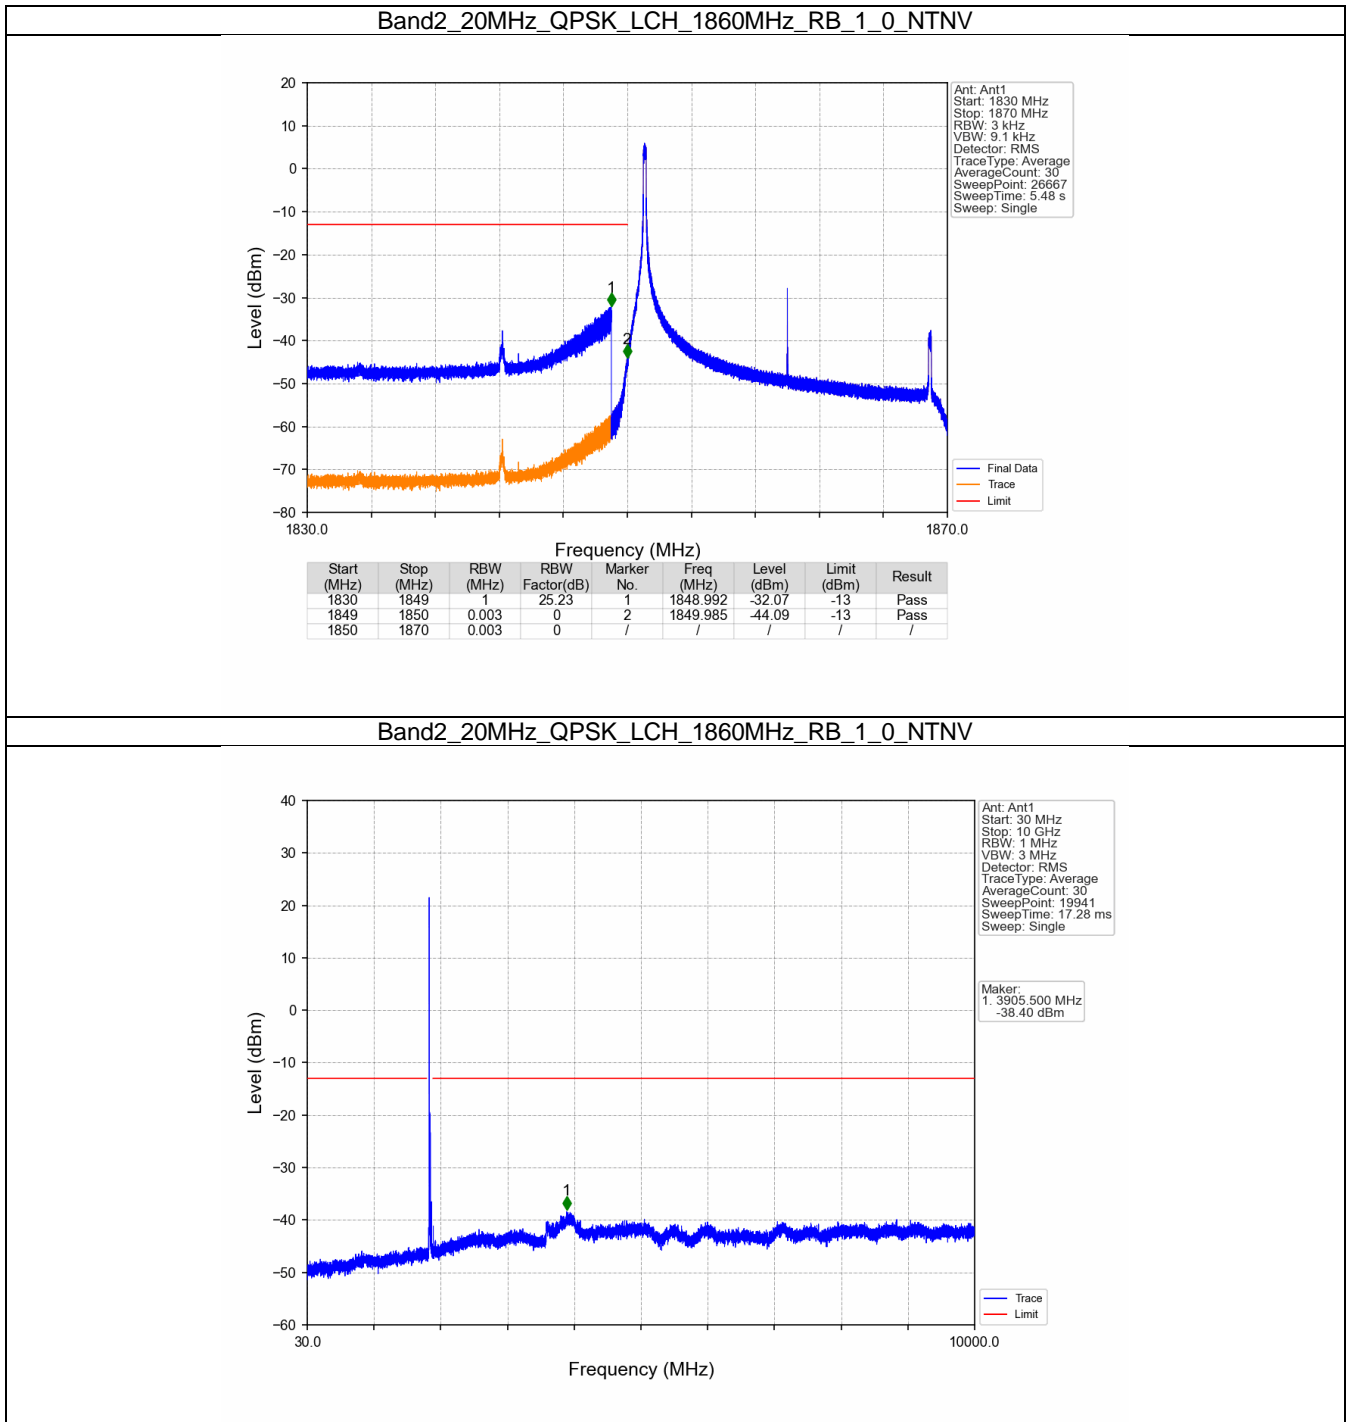 Band2_20MHz_QPSK_LCH_1860MHz_RB_1_0_NTNV
20
10
0
−10
−20
−30
−40
−50
−60
−70
−80
Level (dBm)
1
2
1830.0
1870.0
Frequency (MHz)
Ant: Ant1
Start: 1830 MHz
Stop: 1870 MHz
RBW: 3 kHz
VBW: 9.1 kHz
Detector: RMS
TraceType: Average
AverageCount: 30
SweepPoint: 26667
SweepTime: 5.48 s
Sweep: Single
Final Data
Trace
Limit
Start (MHz) Stop (MHz) RBW (MHz) RBW Factor(dB) Marker No. Freq (MHz) Level (dBm) Limit (dBm) Result
1830 1849 1 25.23 1 1848.992 -32.07 -13 Pass
1849 1850 0.003 0 2 1849.985 -44.09 -13 Pass
1850 1870 0.003 0 / / / / /
Band2_20MHz_QPSK_LCH_1860MHz_RB_1_0_NTNV
40
30
20
10
0
−10
−20
−30
−40
−50
−60
Level (dBm)
1
30.0
10000.0
Frequency (MHz)
Ant: Ant1
Start: 30 MHz
Stop: 10 GHz
RBW: 1 MHz
VBW: 3 MHz
Detector: RMS
TraceType: Average
AverageCount: 30
SweepPoint: 19941
SweepTime: 17.28 ms
Sweep: Single
Maker:
1. 3905.500 MHz
-38.40 dBm
Trace
Limit